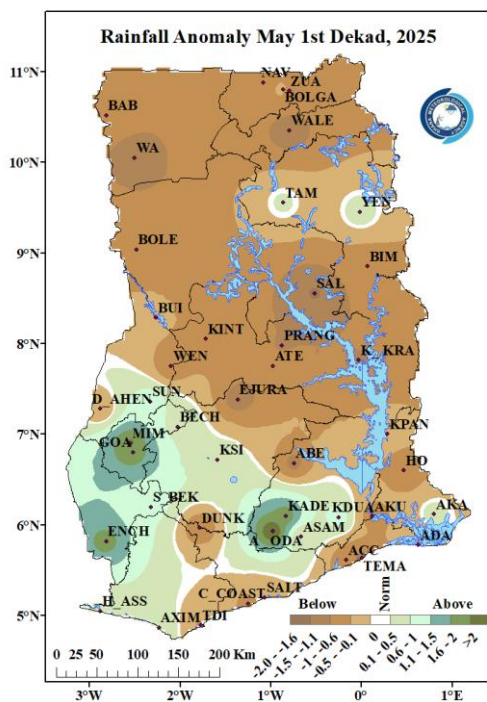 Rainfall Anomaly May 1st Dekad, 2025
11°N
NAV
ZUA
BOLGA
BAB
WALE
10°N
WA
TAM
YEN
9°N
BOLE
BIM
SAL
BUI
8°N
KINT
PRANG
WEN
ATE
K_KRA
D_AHEN
SUN
EJURA
BECH
7°N
GOA
MIM
KPAN
KSI
ABE
HO
S_BEK
KADE
KDUA
AKU
AKA
6°N
ENCH
DUNK
A_ODA
ASAM
ADA
ACC
TEMA
H_ASS
C_COAST
SALT
5°N
AXIM
TDI
Below
Norm
Above
-2.0 - -1.6
-1.5 - -1.1
-1 - -0.6
-0.5 - -0.1
0
0.1 - 0.5
0.6 - 1
1.1 - 1.5
1.6 - 2
>2
0 25 50 100 150 200 Km
3°W 2°W 1°W 0° 1°E